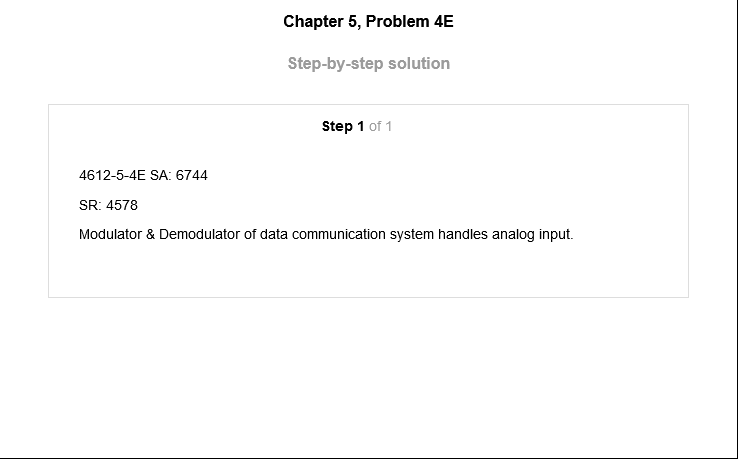 Chapter 5, Problem 4E
Step-by-step solution
Step 1 of 1
4612-5-4E SA: 6744
SR: 4578
Modulator & Demodulator of data communication system handles analog input.